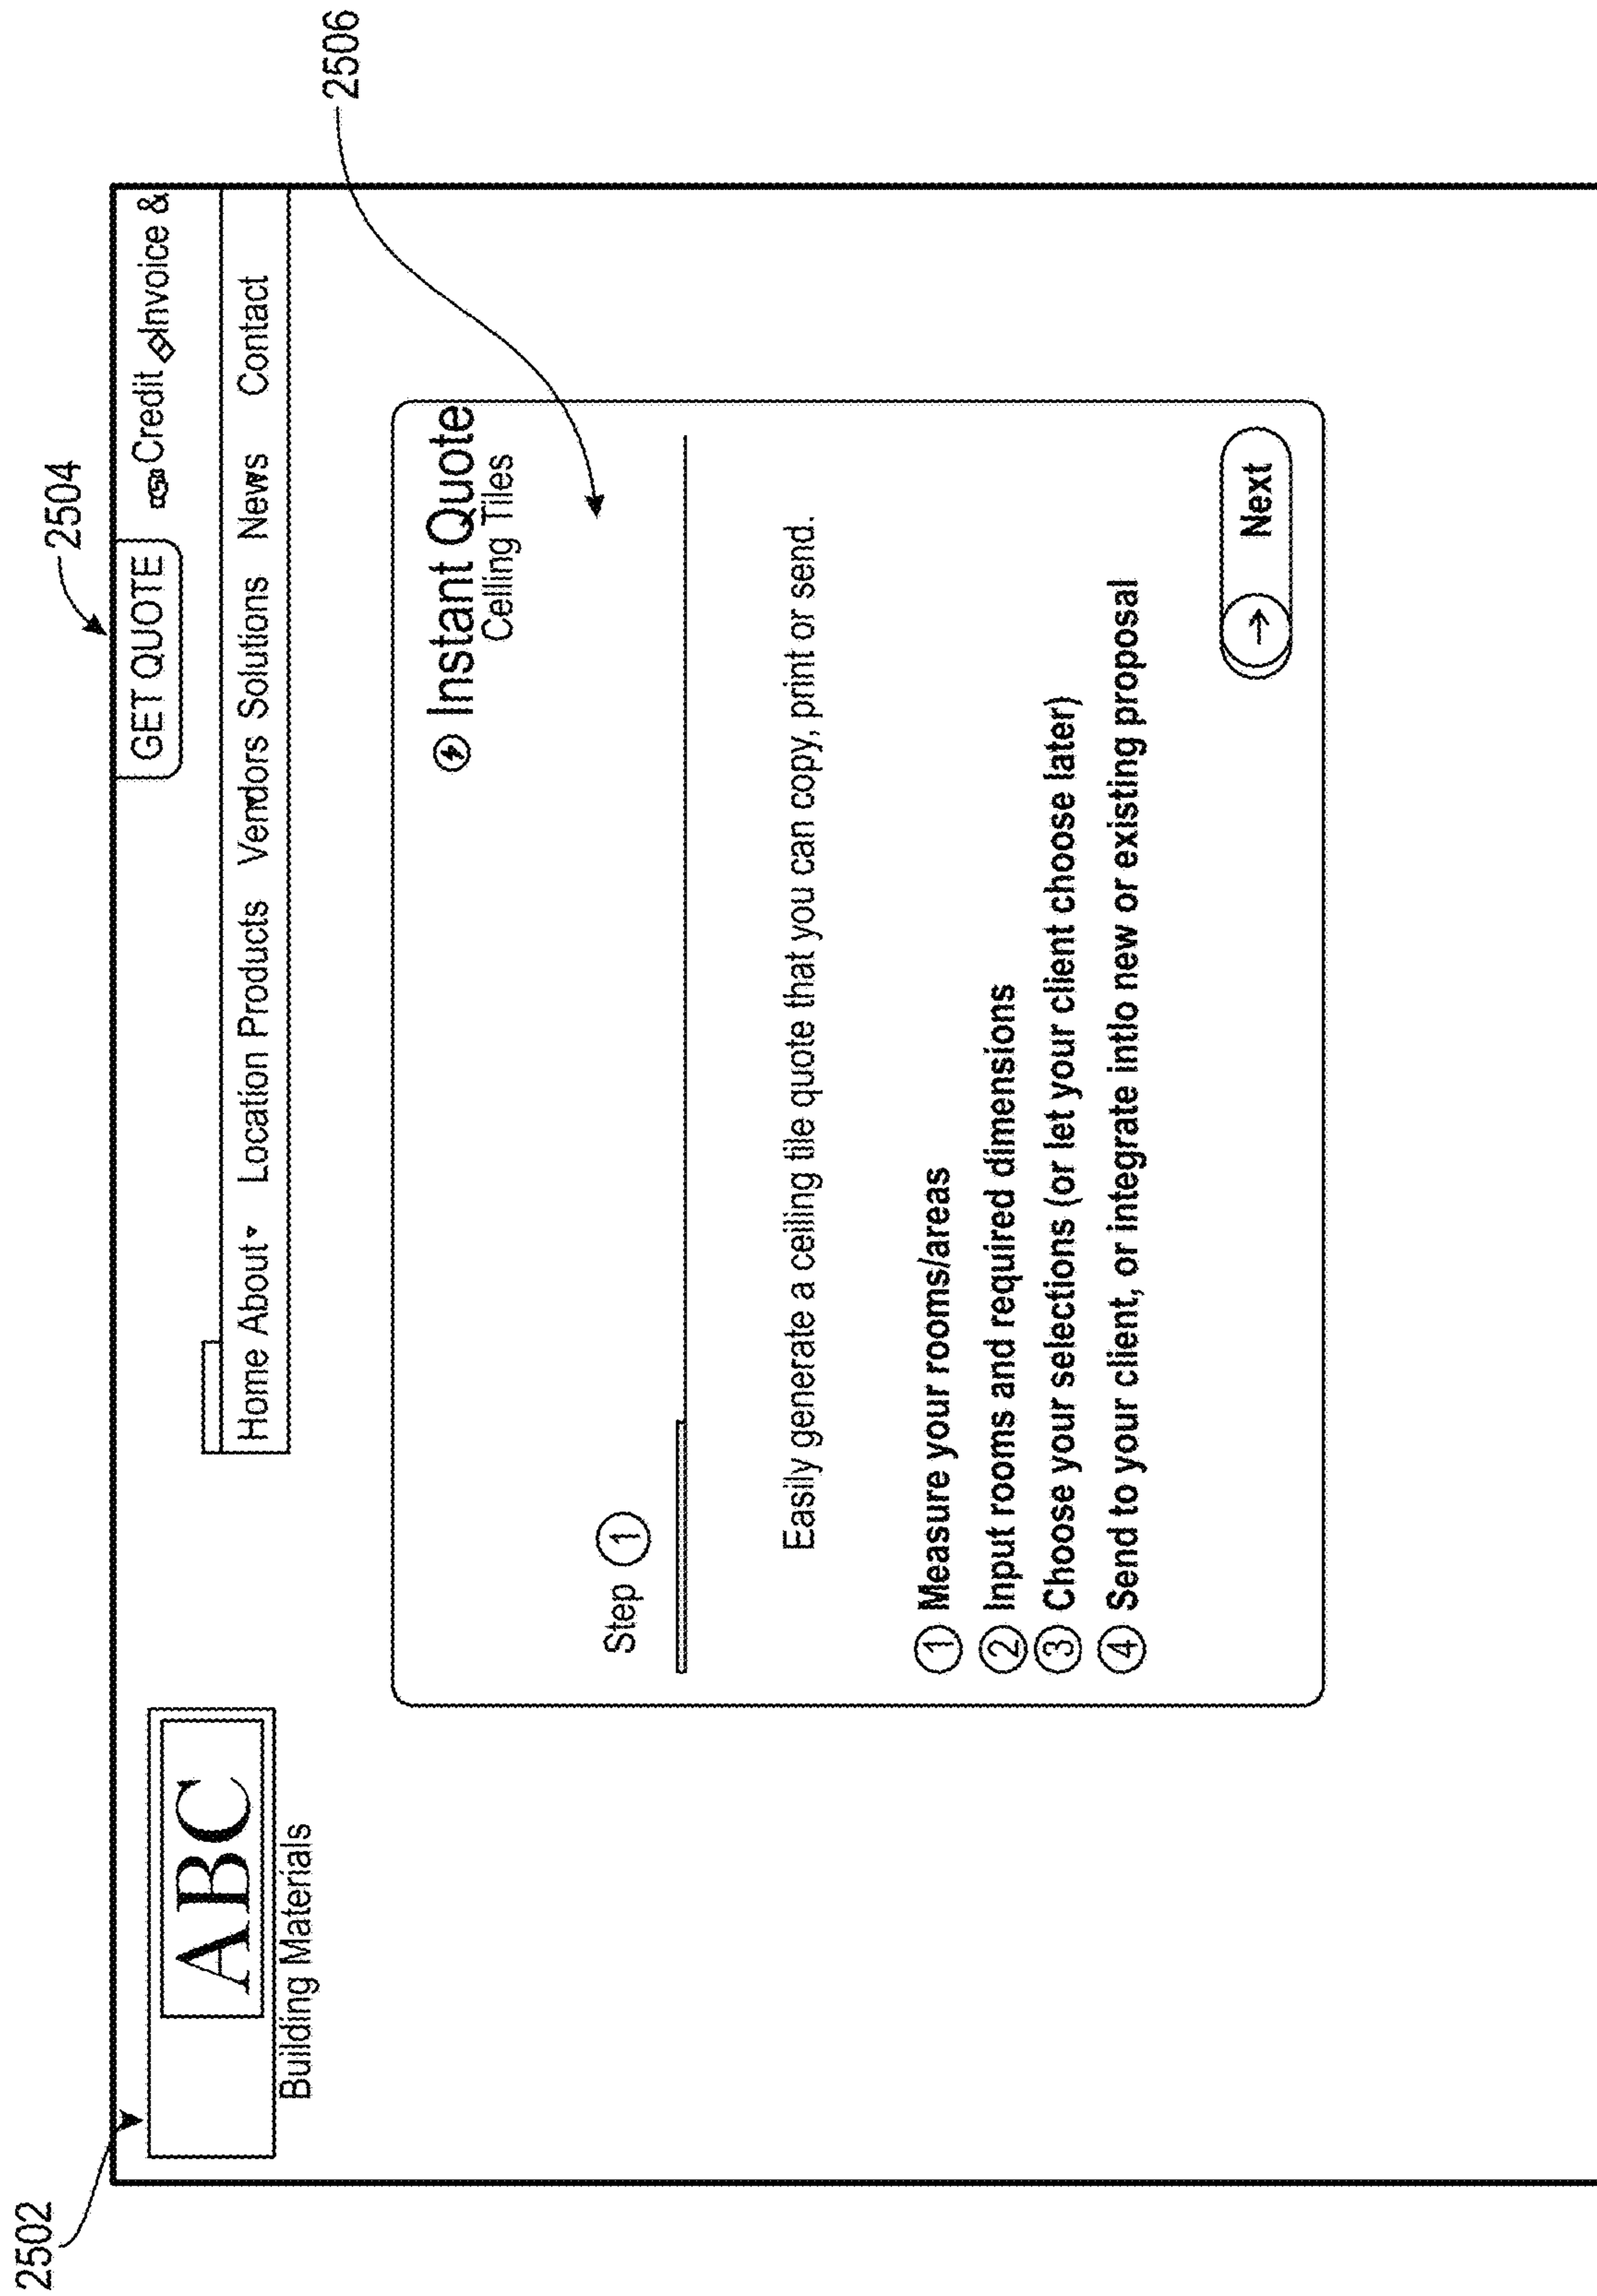 2502
2504
2506
ABC
Building Materials
GET QUOTE
Credit
Invoice &
Home About Location Products Vendors Solutions News Contact
Instant Quote
Ceiling Tiles
Step 1
Easily generate a ceiling tile quote that you can copy, print or send.
1 Measure your rooms/areas
2 Input rooms and required dimensions
3 Choose your selections (or let your client choose later)
4 Send to your client, or integrate intlo new or existing proposal
Next